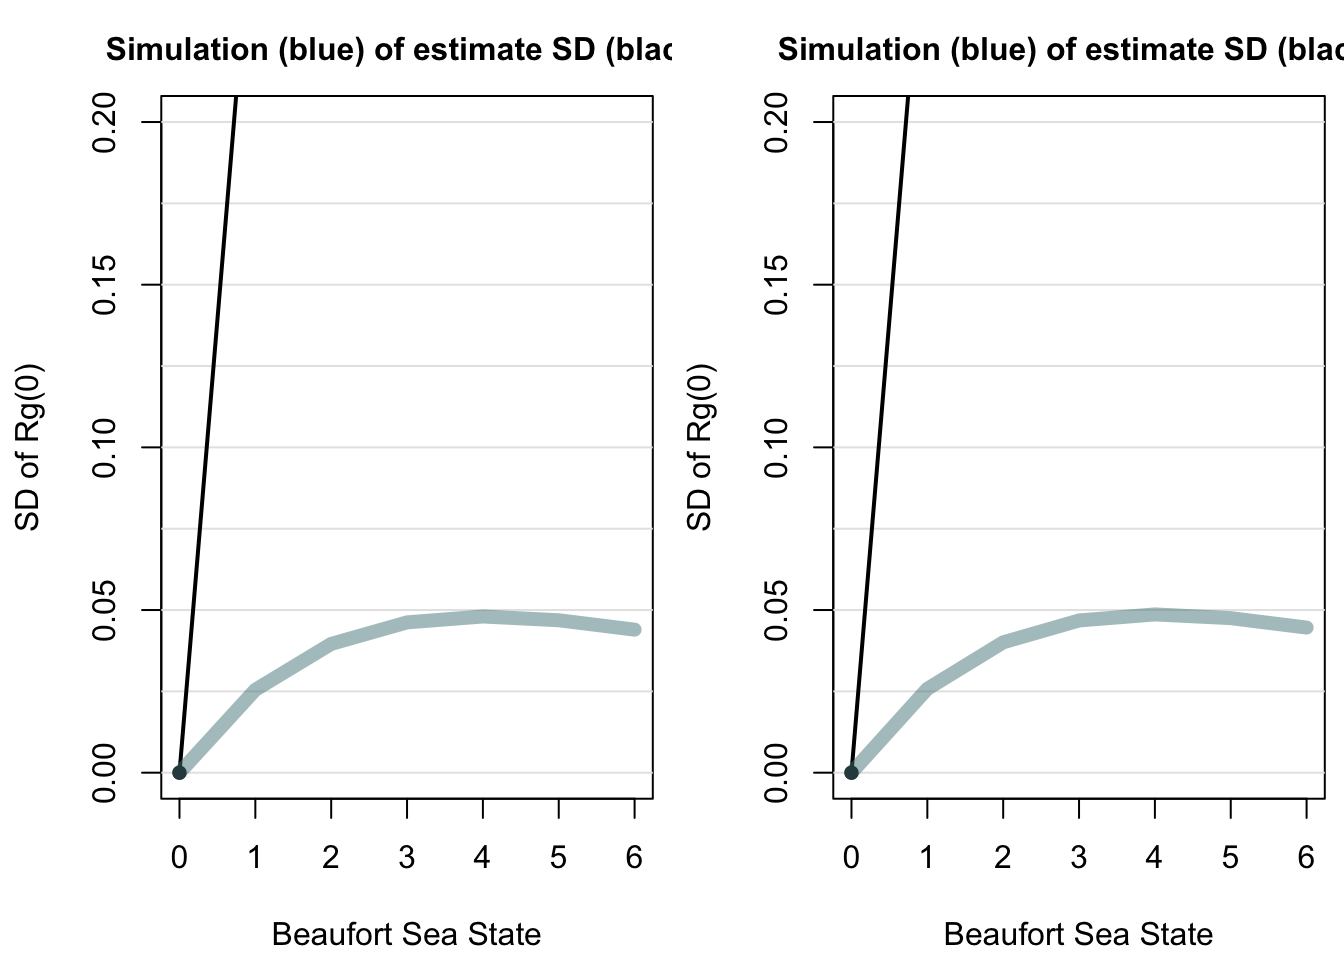 Simulation (blue) of estimate SD (blac
0.20
0.15
0.10
0.05
0.00
SD of Rg(0)
0 1 2 3 4 5 6
Beaufort Sea State
Simulation (blue) of estimate SD (blac
0.20
0.15
0.10
0.05
0.00
SD of Rg(0)
0 1 2 3 4 5 6
Beaufort Sea State